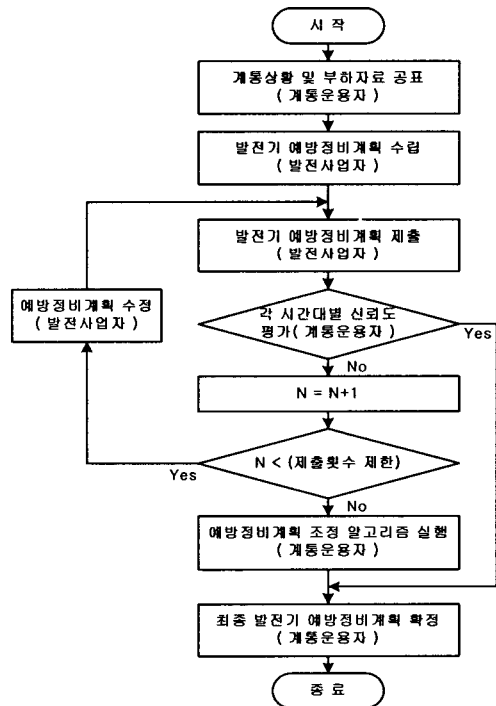 시 작
계통상황 및 부하자료 공표
( 계통운용자 )
발전기 예방정비계획 수립
( 발전사업자 )
발전기 예방정비계획 제출
( 발전사업자 )
예방정비계획 수정
( 발전사업자 )
각 시간대별 신뢰도
평가( 계통운용자 )
Yes
No
N = N+1
N < (제출횟수 제한)
Yes
No
예방정비계획 조정 알고리즘 실행
( 계통운용자 )
최종 발전기 예방정비계획 확정
( 계통운용자 )
종 료